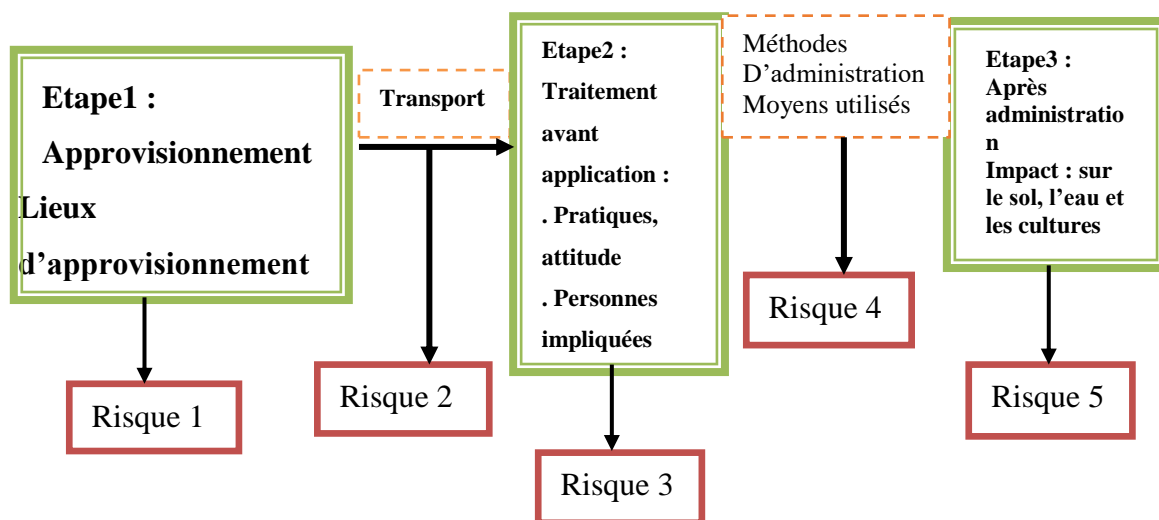 Etape1 :
Approvisionnement
Lieux
d’approvisionnement
Transport
Etape2 :
Traitement
avant
application :
. Pratiques,
attitude
. Personnes
impliquées
Méthodes
D’administration
Moyens utilisés
Etape3 :
Après
administratio
n
Impact : sur
le sol, l’eau et
les cultures
Risque 1
Risque 2
Risque 3
Risque 4
Risque 5